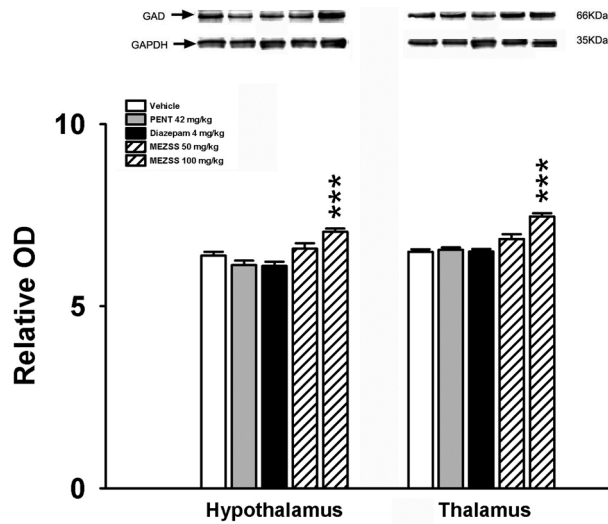 GAD
66KDa
GAPDH
35KDa
Vehicle
PENT 42 mg/kg
Diazepam 4 mg/kg
MEZSS 50 mg/kg
MEZSS 100 mg/kg
10
5
0
Relative OD
***
***
Hypothalamus
Thalamus